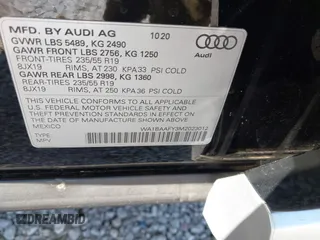 MFD. BY AUDI AG 10 20
GVWR LBS 5489, KG 2490
GAWR FRONT LBS 2756, KG 1250
FRONT-TIRES 235/55 R19
8JX19 RIMS, AT 230 KPA 33 PSI COLD
GAWR REAR LBS 2998, KG 1360
REAR-TIRES 235/55 R19
8JX19 RIMS, AT 250 KPA 36 PSI COLD
THIS VEHICLE CONFORMS TO ALL APPLICABLE
U.S. FEDERAL MOTOR VEHICLE SAFETY AND
THEFT PREVENTION STANDARDS IN EFFECT ON
THE DATE OF MANUFACTURE SHOWN ABOVE.
MEXICO WA1BAAFY3M2023012
TYPE
MPV
Audi
DREAMBID